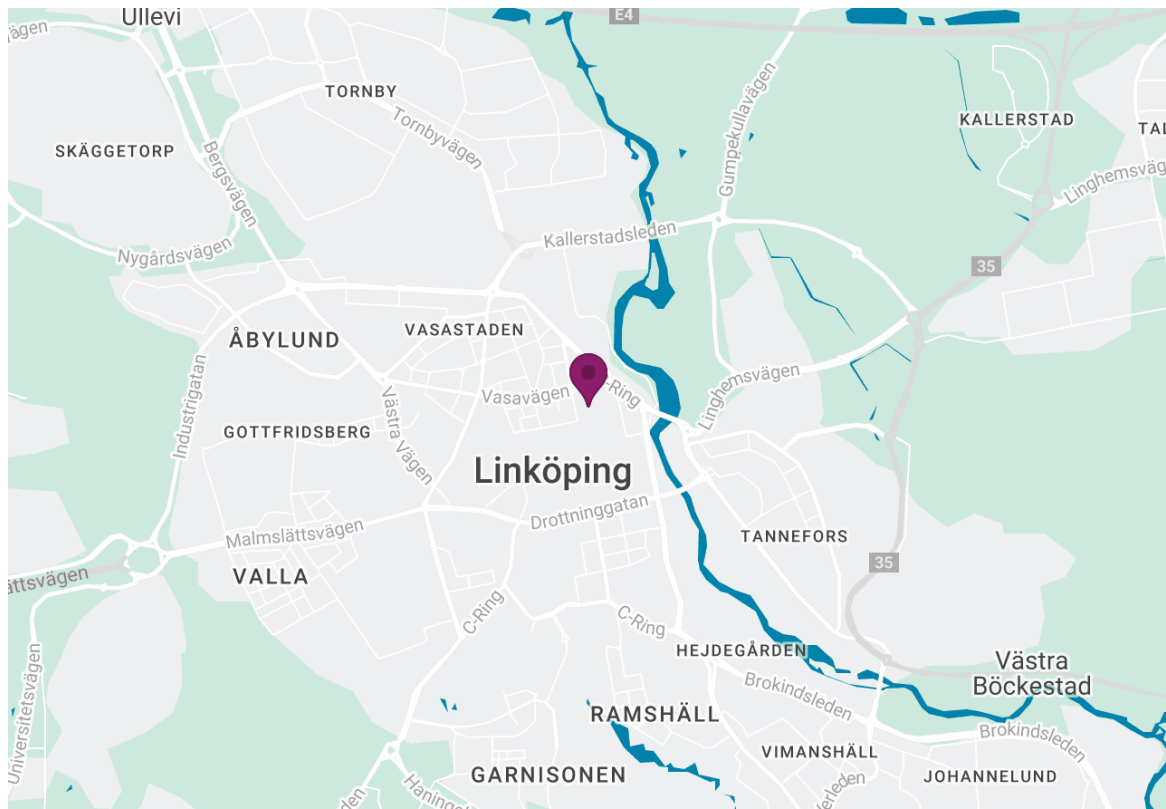 Ullevi
E4
TORNBY
Tornbyvägen
Gumpekullavägen
KALLERSTAD
SKÄGGETORP
Bergsvägen
Linghemsväg
Nygårdsvägen
Kallerstadsleden
35
ÅBYLUND
VASASTADEN
Industrigatan
Västra Vägen
Vasavägen
C-Ring
Linghemsvägen
GOTTFRIDSBERG
Linköping
Drottninggatan
Malmslättsvägen
TANNEFORS
35
VALLA
ättsvägen
C-Ring
C-Ring
HEJDEGÅRDEN
Västra
Böckestad
Universitetsvägen
Brokindsleden
RAMSHÄLL
VIMANSHÄLL
Brokindsleden
GARNISONEN
JOHANNELUND